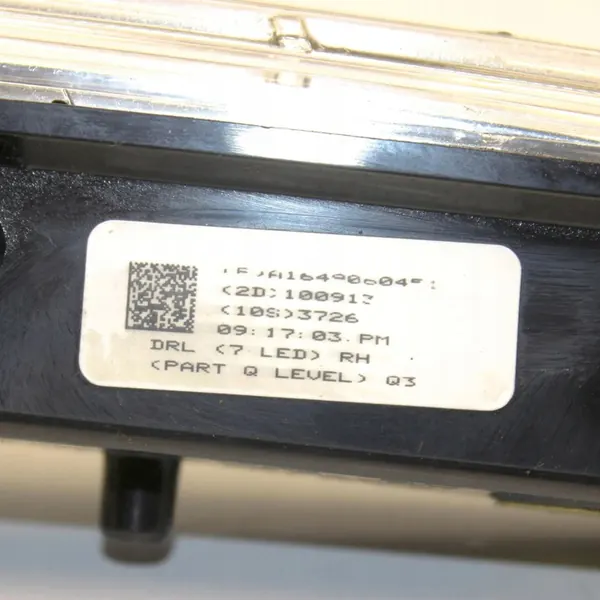 (2D)100913
(10S)3726
09:17:03.PM
DRL (7 LED) RH
(PART Q LEVEL) Q3